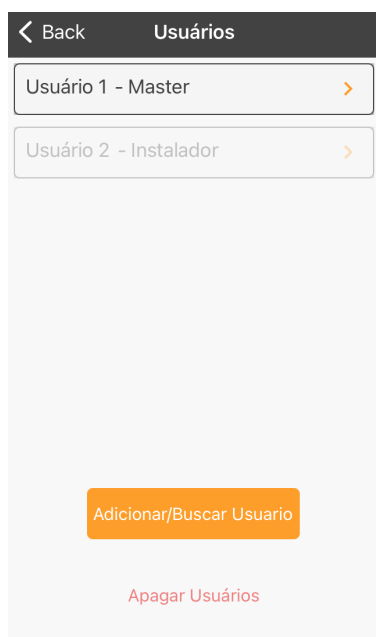 Back Usuários
Usuário 1 - Master
Usuário 2 - Instalador
Adicionar/Buscar Usuario
Apagar Usuários